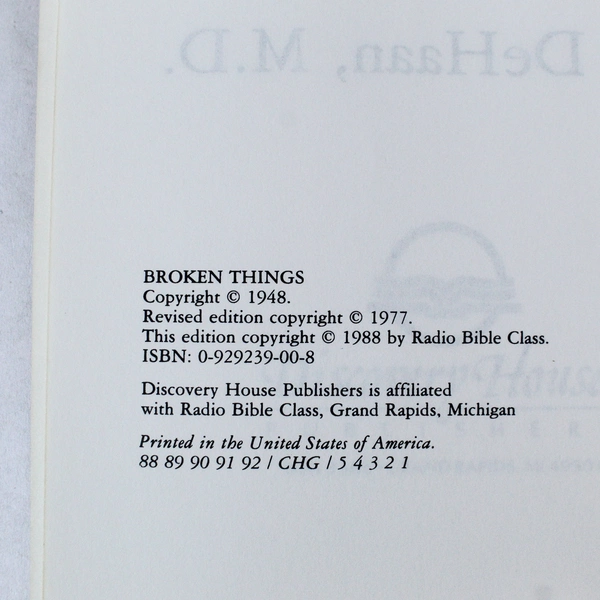 DeHaan, M.D.
BROKEN THINGS
Copyright © 1948.
Revised edition copyright © 1977.
This edition copyright © 1988 by Radio Bible Class.
ISBN: 0-929239-00-8
Discovery House Publishers is affiliated
with Radio Bible Class, Grand Rapids, Michigan
Printed in the United States of America.
88 89 90 91 92 / CHG / 5 4 3 2 1